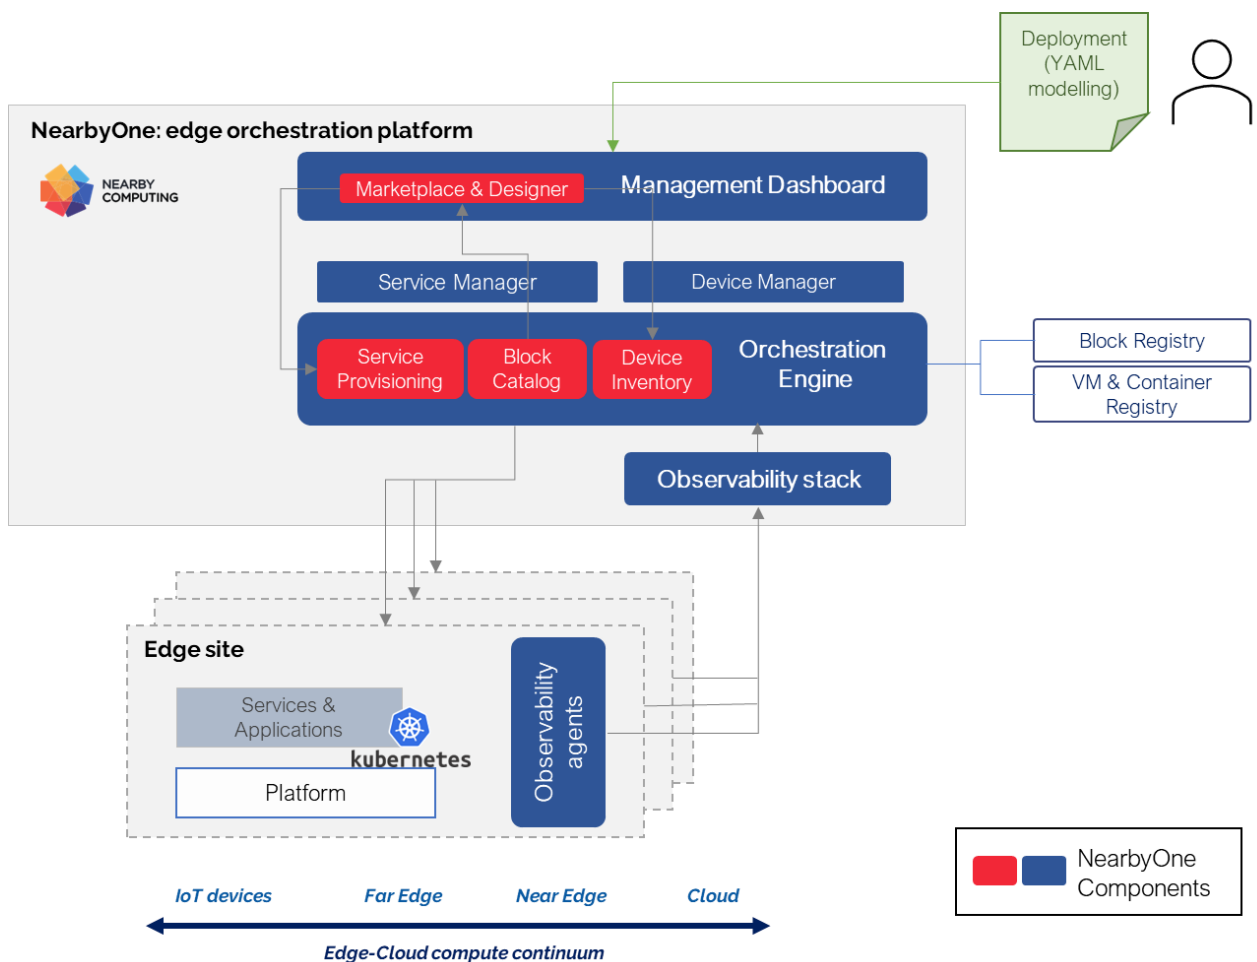 Deployment
(YAML
modelling)
NearbyOne: edge orchestration platform
NEARBY
COMPUTING
Marketplace & Designer
Management Dashboard
Service Manager
Device Manager
Service
Provisioning
Block
Catalog
Device
Inventory
Orchestration
Engine
Block Registry
VM & Container
Registry
Observability stack
Edge site
Services &
Applications
kubernetes
Platform
Observability
agents
NearbyOne
Components
IoT devices
Far Edge
Near Edge
Cloud
Edge-Cloud compute continuum